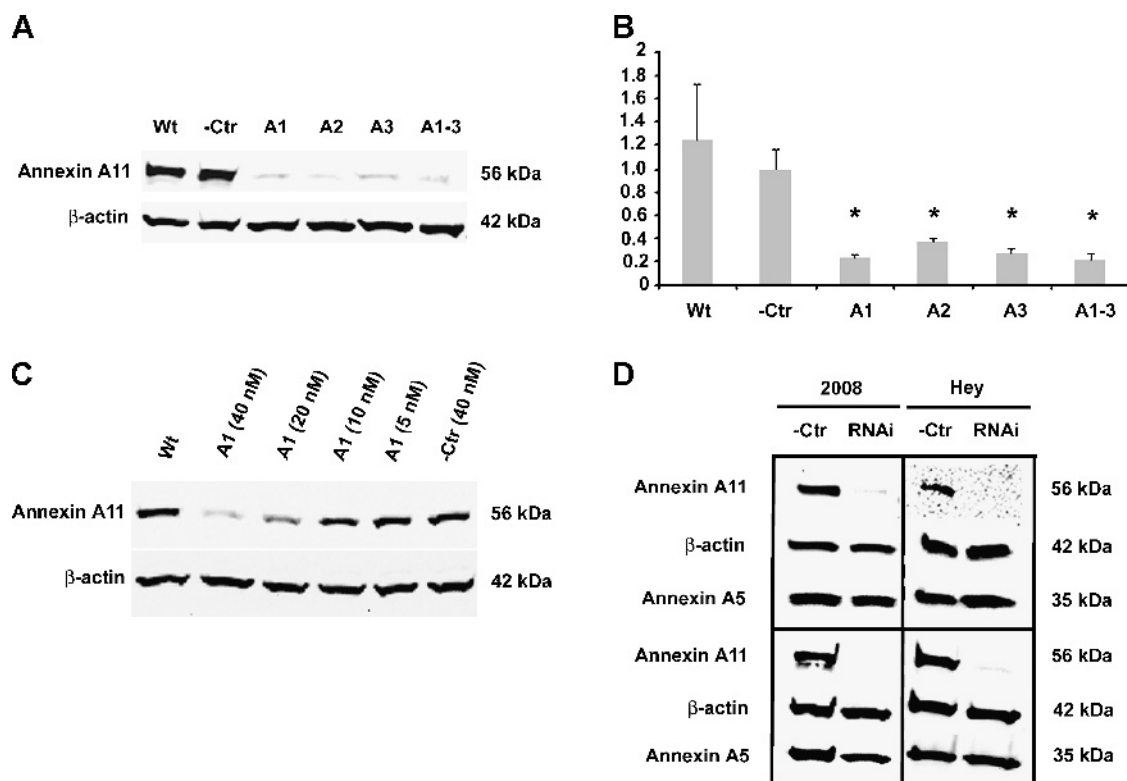 A
Wt -Ctr A1 A2 A3 A1-3
Annexin A11 56 kDa
β-actin 42 kDa
B
2
1.8
1.6
1.4
1.2
1.0
0.8
0.6
0.4
0.2
0
* * * *
Wt -Ctr A1 A2 A3 A1-3
C
Wt A1 (40 nM) A1 (20 nM) A1 (10 nM) A1 (5 nM) -Ctr (40 nM)
Annexin A11 56 kDa
β-actin 42 kDa
D
2008 Hey
-Ctr RNAi -Ctr RNAi
Annexin A11 56 kDa
β-actin 42 kDa
Annexin A5 35 kDa
Annexin A11 56 kDa
β-actin 42 kDa
Annexin A5 35 kDa